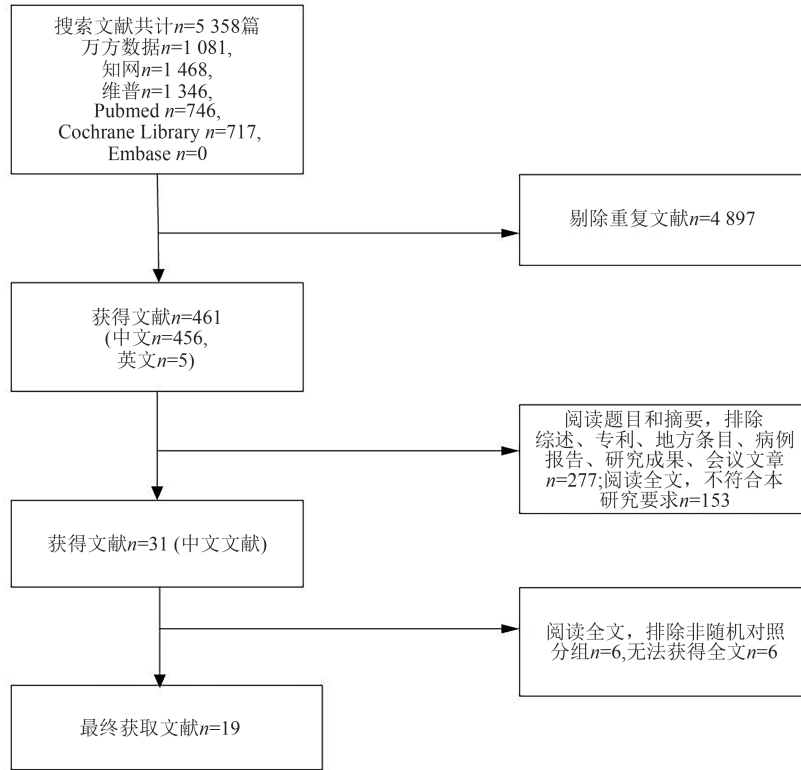 搜索文献共计n=5 358篇
万方数据n=1 081,
知网n=1 468,
维普n=1 346,
Pubmed n=746,
Cochrane Library n=717,
Embase n=0
剔除重复文献n=4 897
获得文献n=461
(中文n=456,
英文n=5)
阅读题目和摘要，排除
综述、专利、地方条目、病例
报告、研究成果、会议文章
n=277;阅读全文，不符合本
研究要求n=153
获得文献n=31 (中文文献)
阅读全文，排除非随机对照
分组n=6,无法获得全文n=6
最终获取文献n=19